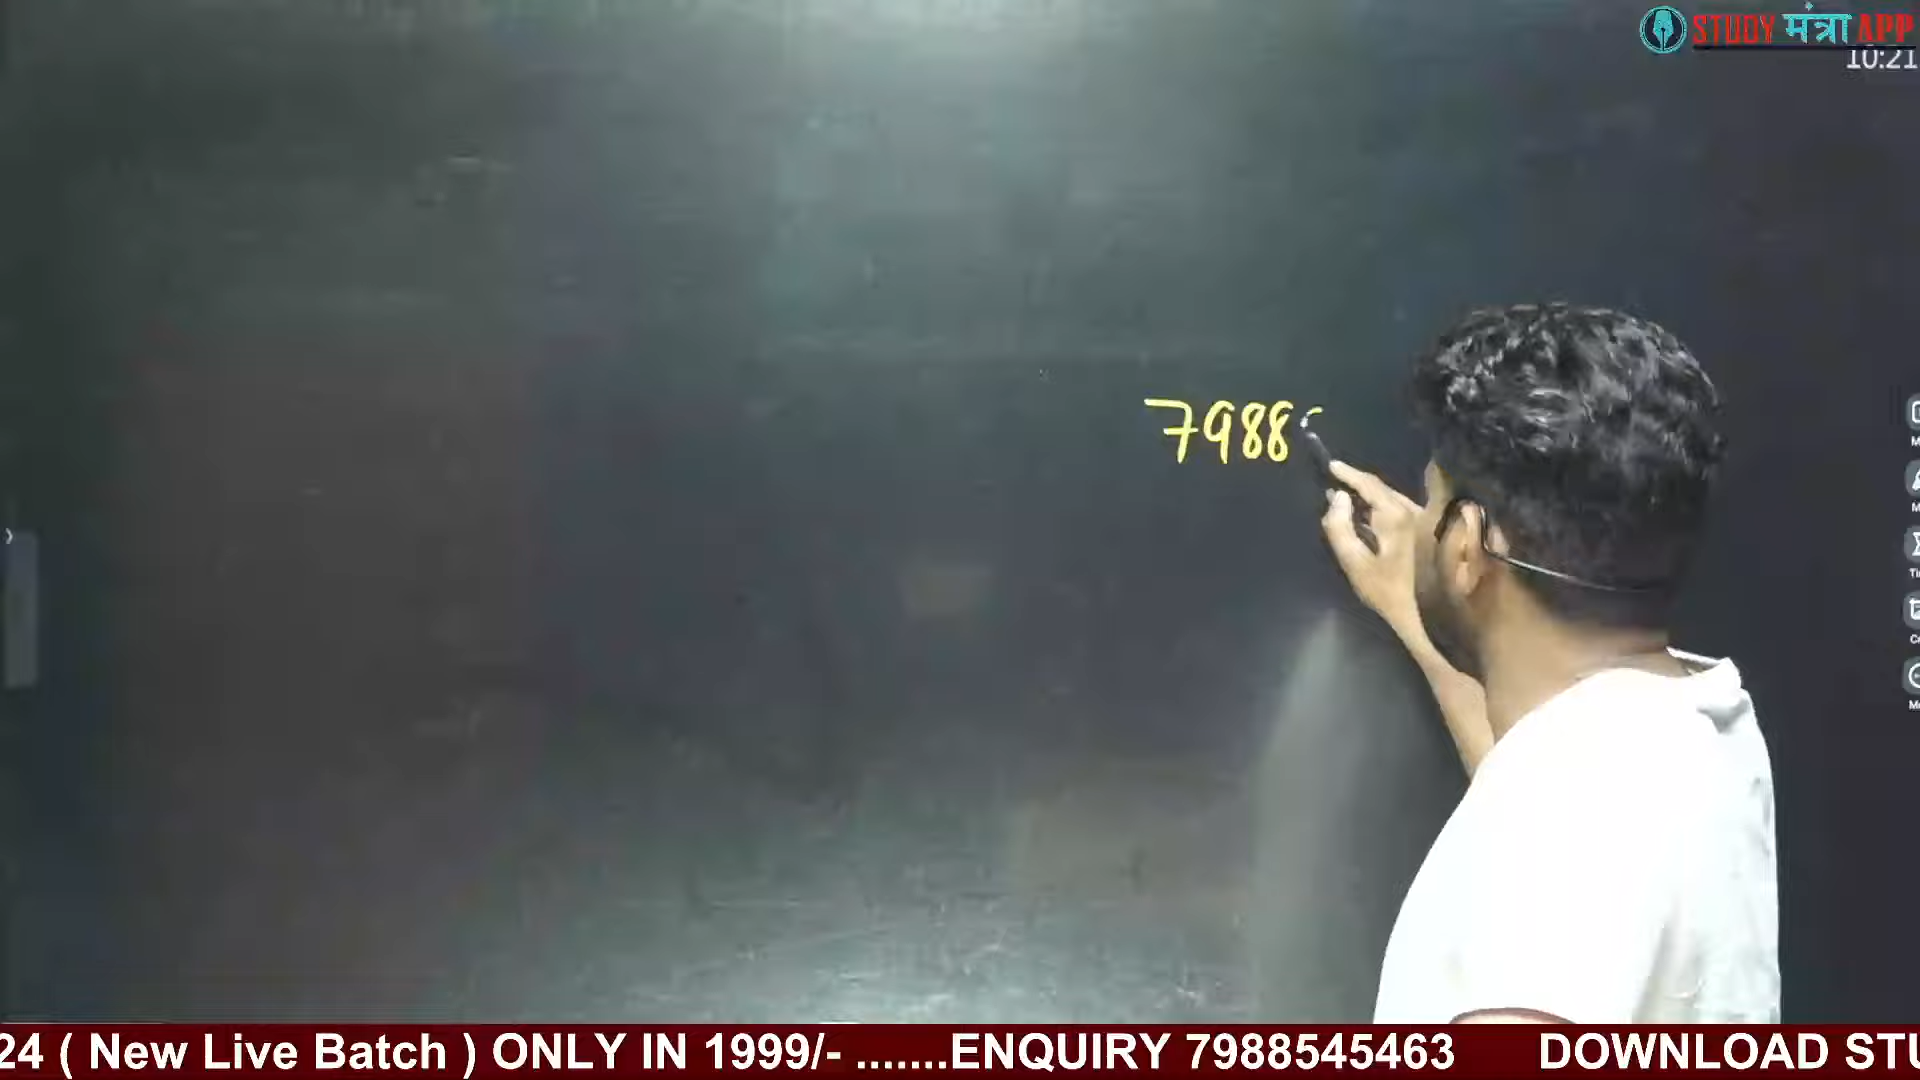 STUDY मंत्रा APP
10:21
7988
24 ( New Live Batch ) ONLY IN 1999/- .......ENQUIRY 7988545463 DOWNLOAD STU